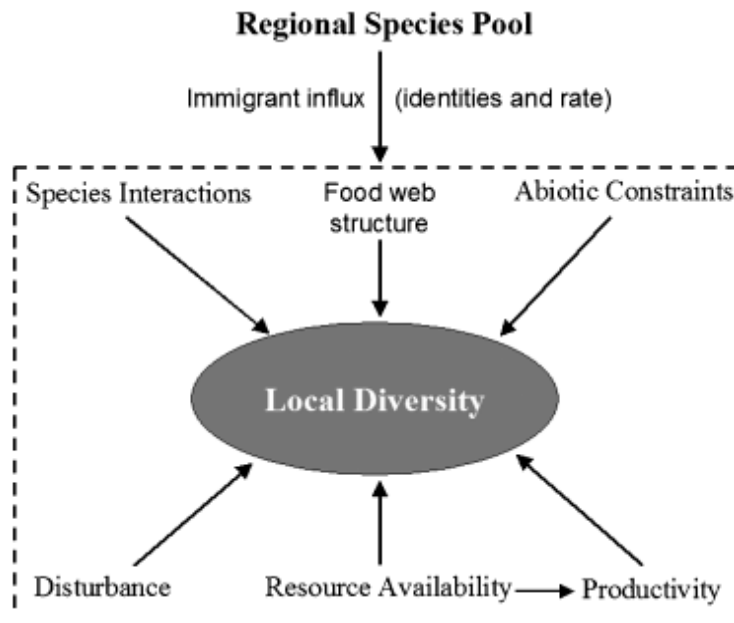 Regional Species Pool
Immigrant influx (identities and rate)
Species Interactions
Food web
structure
Abiotic Constraints
Local Diversity
Disturbance
Resource Availability
Productivity